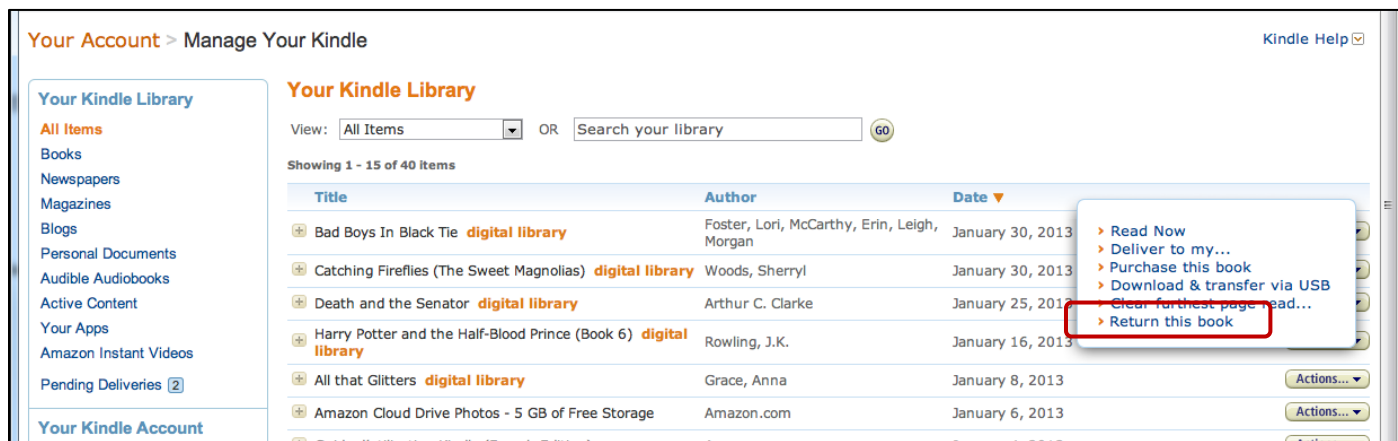 Your Account > Manage Your Kindle
Kindle Help
Your Kindle Library
All Items
Books
Newspapers
Magazines
Blogs
Personal Documents
Audible Audiobooks
Active Content
Your Apps
Amazon Instant Videos
Pending Deliveries 2
Your Kindle Account
Your Kindle Library
View: All Items OR Search your library GO
Showing 1 - 15 of 40 items
Title Author Date
Bad Boys In Black Tie digital library Foster, Lori, McCarthy, Erin, Leigh, January 30, 2013
Morgan
Catching Fireflies (The Sweet Magnolias) digital library Woods, Sherryl January 30, 2013
Death and the Senator digital library Arthur C. Clarke January 25, 2013
Harry Potter and the Half-Blood Prince (Book 6) digital Rowling, J.K. January 16, 2013
library
All that Glitters digital library Grace, Anna January 8, 2013 Actions...
Amazon Cloud Drive Photos - 5 GB of Free Storage Amazon.com January 6, 2013 Actions...
Read Now
Deliver to my...
Purchase this book
Download & transfer via USB
Clear furthest page read...
Return this book